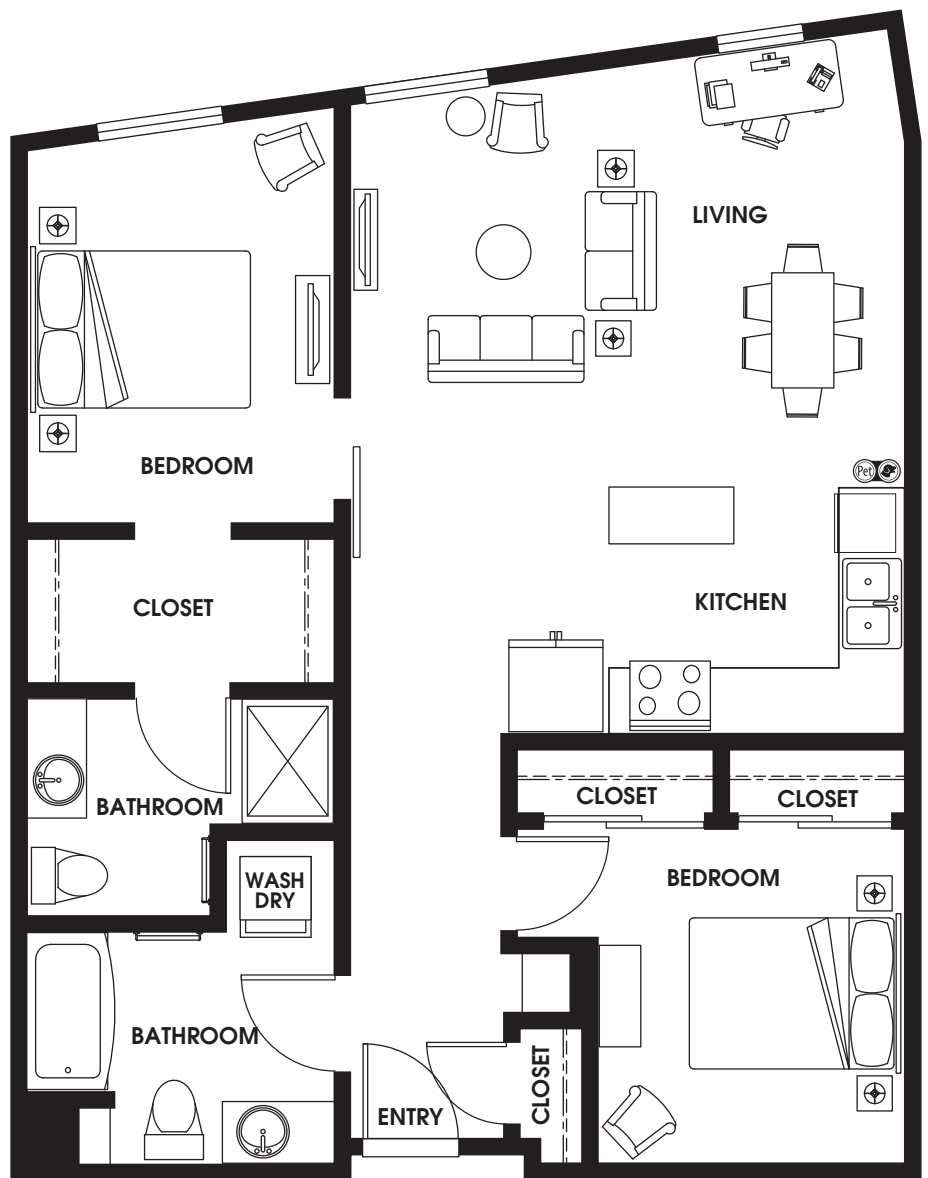 LIVING
BEDROOM
Pet
CLOSET
KITCHEN
BATHROOM
CLOSET
CLOSET
WASH
DRY
BEDROOM
BATHROOM
CLOSET
ENTRY